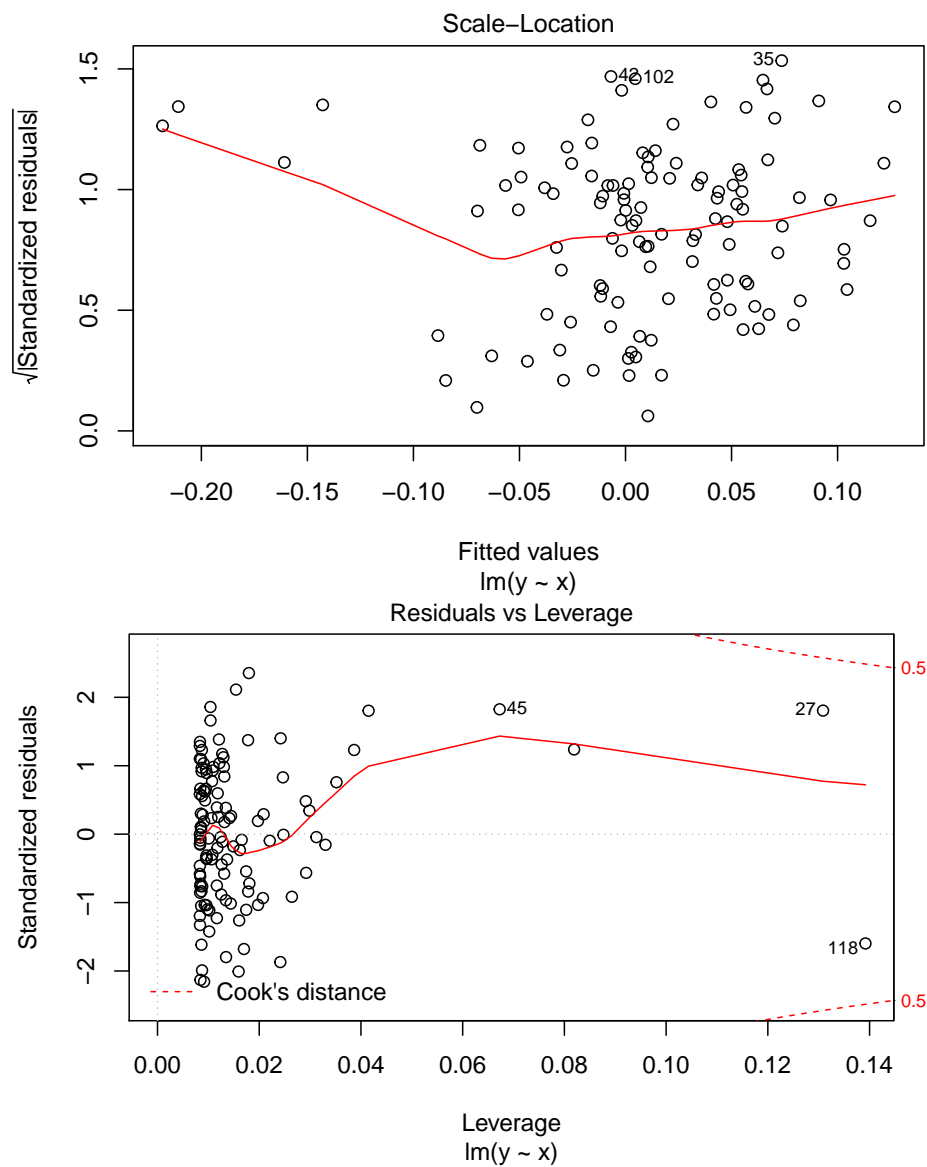 Scale−Location
√|Standardized residuals|
0.0 0.5 1.0 1.5
42 102 35
−0.20 −0.15 −0.10 −0.05 0.00 0.05 0.10
Fitted values
lm(y ~ x)
Residuals vs Leverage
Standardized residuals
−2 −1 0 1 2
0.5
45
27
118
Cook's distance
0.5
0.00 0.02 0.04 0.06 0.08 0.10 0.12 0.14
Leverage
lm(y ~ x)